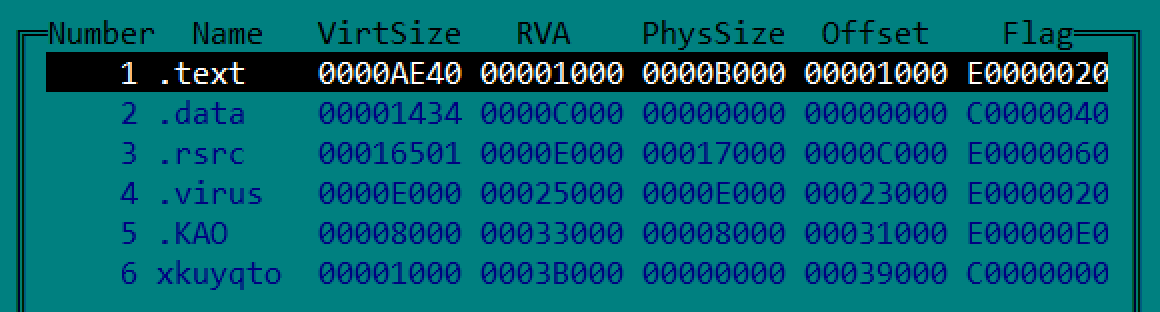 Number Name VirtSize RVA PhysSize Offset Flag
1 .text 0000AE40 00001000 0000B000 00001000 E0000020
2 .data 00001434 0000C000 00000000 00000000 C0000040
3 .rsrc 00016501 0000E000 00017000 0000C000 E0000060
4 .virus 0000E000 00025000 0000E000 00023000 E0000020
5 .KAO 00008000 00033000 00008000 00031000 E00000E0
6 xkuyqto 00001000 0003B000 00000000 00039000 C0000000